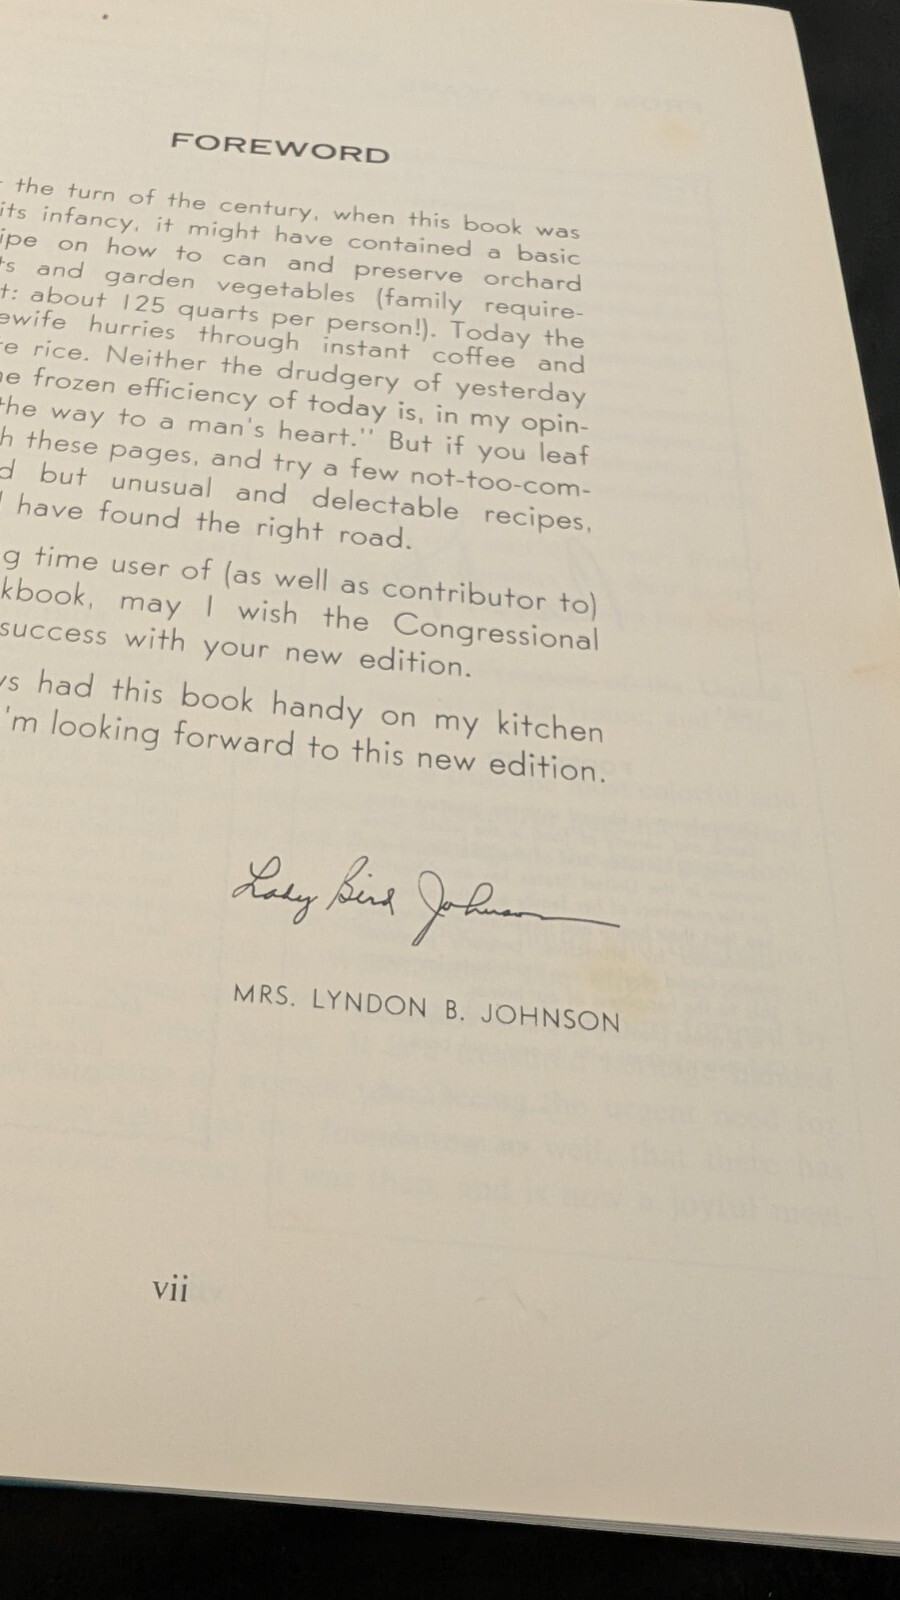 FOREWORD
the turn of the century, when this book was
its infancy, it might have contained a basic
ipe on how to can and preserve orchard
ts and garden vegetables (family require-
t: about 125 quarts per person!). Today the
ewife hurries through instant coffee and
te rice. Neither the drudgery of yesterday
he frozen efficiency of today is, in my opin-
the way to a man's heart." But if you leaf
h these pages, and try a few not-too-com-
d but unusual and delectable recipes,
have found the right road.
g time user of (as well as contributor to)
kbook, may I wish the Congressional
success with your new edition.
ys had this book handy on my kitchen
'm looking forward to this new edition.
Lady Bird Johnson
MRS. LYNDON B. JOHNSON
vii